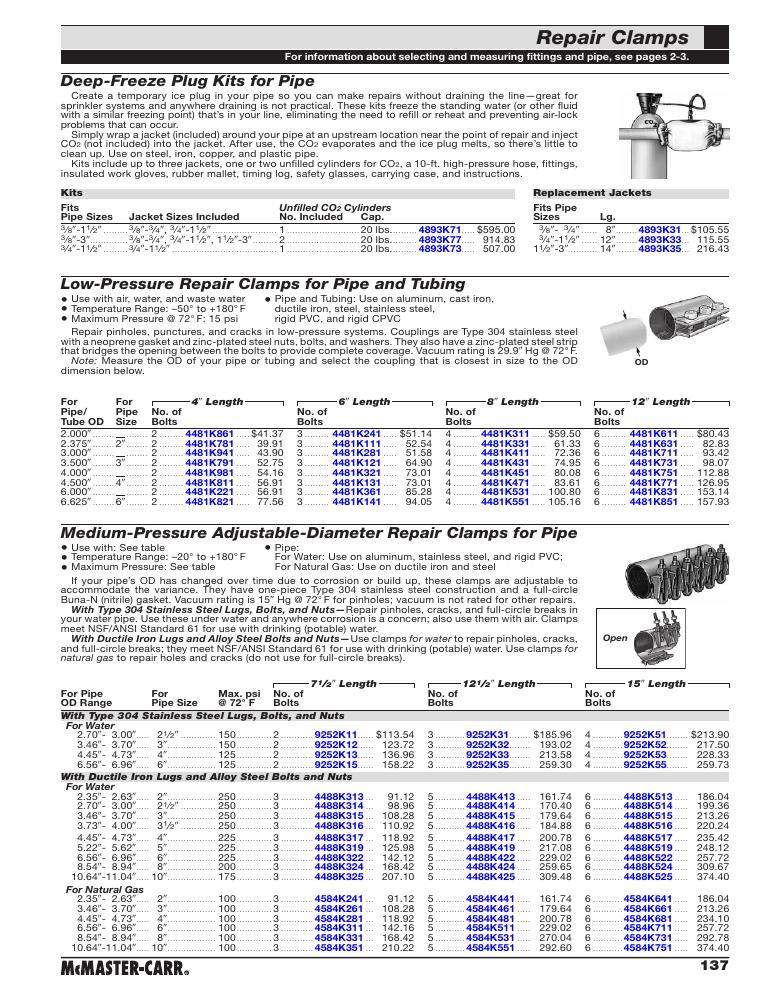 Repair Clamps
For information about selecting and measuring fittings and pipe, see pages 2-3.
Deep-Freeze Plug Kits for Pipe
Create a temporary ice plug in your pipe so you can make repairs without draining the line—great for
sprinkler systems and anywhere draining is not practical. These kits freeze the standing water (or other fluid
with a similar freezing point) that's in your line, eliminating the need to refill or reheat and preventing air-lock
problems that can occur.
Simply wrap a jacket (included) around your pipe at an upstream location near the point of repair and inject
CO2 (not included) into the jacket. After use, the CO2 evaporates and the ice plug melts, so there's little to
clean up. Use on steel, iron, copper, and plastic pipe.
Kits include up to three jackets, one or two unfilled cylinders for CO2, a 10-ft. high-pressure hose, fittings,
insulated work gloves, rubber mallet, timing log, safety glasses, carrying case, and instructions.
CO2
Kits
Fits Unfilled CO2 Cylinders
Pipe Sizes Jacket Sizes Included No. Included Cap.
3/8"-1 1/2" 3/8"-3/4", 3/4"-1 1/2" 1 20 lbs. 4893K71 $595.00
3/8"-3" 3/8"-3/4", 3/4"-1 1/2", 1 1/2"-3" 2 20 lbs. 4893K77 914.83
3/4"-1 1/2" 3/4"-1 1/2" 1 20 lbs. 4893K73 507.00
Replacement Jackets
Fits Pipe
Sizes Lg.
3/8"- 3/4" 8" 4893K31 $105.55
3/4"-1 1/2" 12" 4893K33 115.55
1 1/2"-3" 14" 4893K35 216.43
Low-Pressure Repair Clamps for Pipe and Tubing
• Use with air, water, and waste water
• Temperature Range: –50° to +180° F
• Maximum Pressure @ 72° F: 15 psi
• Pipe and Tubing: Use on aluminum, cast iron,
ductile iron, steel, stainless steel,
rigid PVC, and rigid CPVC
Repair pinholes, punctures, and cracks in low-pressure systems. Couplings are Type 304 stainless steel
with a neoprene gasket and zinc-plated steel nuts, bolts, and washers. They also have a zinc-plated steel strip
that bridges the opening between the bolts to provide complete coverage. Vacuum rating is 29.9" Hg @ 72° F.
Note: Measure the OD of your pipe or tubing and select the coupling that is closest in size to the OD
dimension below.
OD
For For 4" Length 6" Length 8" Length 12" Length
Pipe/ Pipe No. of No. of No. of No. of
Tube OD Size Bolts Bolts Bolts Bolts
2.000" — 2 4481K861 $41.37 3 4481K241 $51.14 4 4481K311 $59.50 6 4481K611 $80.43
2.375" 2" 2 4481K781 39.91 3 4481K111 52.54 4 4481K331 61.33 6 4481K631 82.83
3.000" — 2 4481K941 43.90 3 4481K281 51.58 4 4481K411 72.36 6 4481K711 93.42
3.500" 3" 2 4481K791 52.75 3 4481K121 64.90 4 4481K431 74.95 6 4481K731 98.07
4.000" — 2 4481K981 54.16 3 4481K321 73.01 4 4481K451 80.08 6 4481K751 112.88
4.500" 4" 2 4481K811 56.91 3 4481K131 73.01 4 4481K471 83.61 6 4481K771 126.95
6.000" — 2 4481K221 56.91 3 4481K361 85.28 4 4481K531 100.80 6 4481K831 153.14
6.625" 6" 2 4481K821 77.56 3 4481K141 94.05 4 4481K551 105.16 6 4481K851 157.93
Medium-Pressure Adjustable-Diameter Repair Clamps for Pipe
• Use with: See table
• Temperature Range: –20° to +180° F
• Maximum Pressure: See table
• Pipe:
For Water: Use on aluminum, stainless steel, and rigid PVC;
For Natural Gas: Use on ductile iron and steel
If your pipe's OD has changed over time due to corrosion or build up, these clamps are adjustable to
accommodate the variance. They have one-piece Type 304 stainless steel construction and a full-circle
Buna-N (nitrile) gasket. Vacuum rating is 15" Hg @ 72° F for pinholes; vacuum is not rated for other repairs.
With Type 304 Stainless Steel Lugs, Bolts, and Nuts—Repair pinholes, cracks, and full-circle breaks in
your water pipe. Use these under water and anywhere corrosion is a concern; also use them with air. Clamps
meet NSF/ANSI Standard 61 for use with drinking (potable) water.
With Ductile Iron Lugs and Alloy Steel Bolts and Nuts—Use clamps for water to repair pinholes, cracks,
and full-circle breaks; they meet NSF/ANSI Standard 61 for use with drinking (potable) water. Use clamps for
natural gas to repair holes and cracks (do not use for full-circle breaks).
Open
7 1/2" Length 12 1/2" Length 15" Length
For Pipe For Max. psi No. of No. of No. of
OD Range Pipe Size @ 72° F Bolts Bolts Bolts
With Type 304 Stainless Steel Lugs, Bolts, and Nuts
For Water
2.70"- 3.00" 2 1/2" 150 2 9252K11 $113.54 3 9252K31 $185.96 4 9252K51 $213.90
3.46"- 3.70" 3" 150 2 9252K12 123.72 3 9252K32 193.02 4 9252K52 217.50
4.45"- 4.73" 4" 125 2 9252K13 136.96 3 9252K33 213.58 4 9252K53 228.33
6.56"- 6.96" 6" 125 2 9252K15 158.22 3 9252K35 259.30 4 9252K55 259.73
With Ductile Iron Lugs and Alloy Steel Bolts and Nuts
For Water
2.35"- 2.63" 2" 250 3 4488K313 91.12 5 4488K413 161.74 6 4488K513 186.04
2.70"- 3.00" 2 1/2" 250 3 4488K314 98.96 5 4488K414 170.40 6 4488K514 199.36
3.46"- 3.70" 3" 250 3 4488K315 108.28 5 4488K415 179.64 6 4488K515 213.26
3.73"- 4.00" 3 1/2" 250 3 4488K316 110.92 5 4488K416 184.88 6 4488K516 220.24
4.45"- 4.73" 4" 225 3 4488K317 118.92 5 4488K417 200.78 6 4488K517 235.42
5.22"- 5.62" 5" 225 3 4488K319 125.98 5 4488K419 217.08 6 4488K519 248.12
6.56"- 6.96" 6" 225 3 4488K322 142.12 5 4488K422 229.02 6 4488K522 257.72
8.54"- 8.94" 8" 200 3 4488K324 168.42 5 4488K424 259.65 6 4488K524 309.67
10.64"-11.04" 10" 175 3 4488K325 207.10 5 4488K425 309.48 6 4488K525 374.40
For Natural Gas
2.35"- 2.63" 2" 100 3 4584K241 91.12 5 4584K441 161.74 6 4584K641 186.04
3.46"- 3.70" 3" 100 3 4584K261 108.28 5 4584K461 179.64 6 4584K661 213.26
4.45"- 4.73" 4" 100 3 4584K281 118.92 5 4584K481 200.78 6 4584K681 234.10
6.56"- 6.96" 6" 100 3 4584K311 142.16 5 4584K511 229.02 6 4584K711 257.72
8.54"- 8.94" 8" 100 3 4584K331 168.42 5 4584K531 270.04 6 4584K731 292.78
10.64"-11.04" 10" 100 3 4584K351 210.22 5 4584K551 292.60 6 4584K751 374.40
McMASTER-CARR® 137